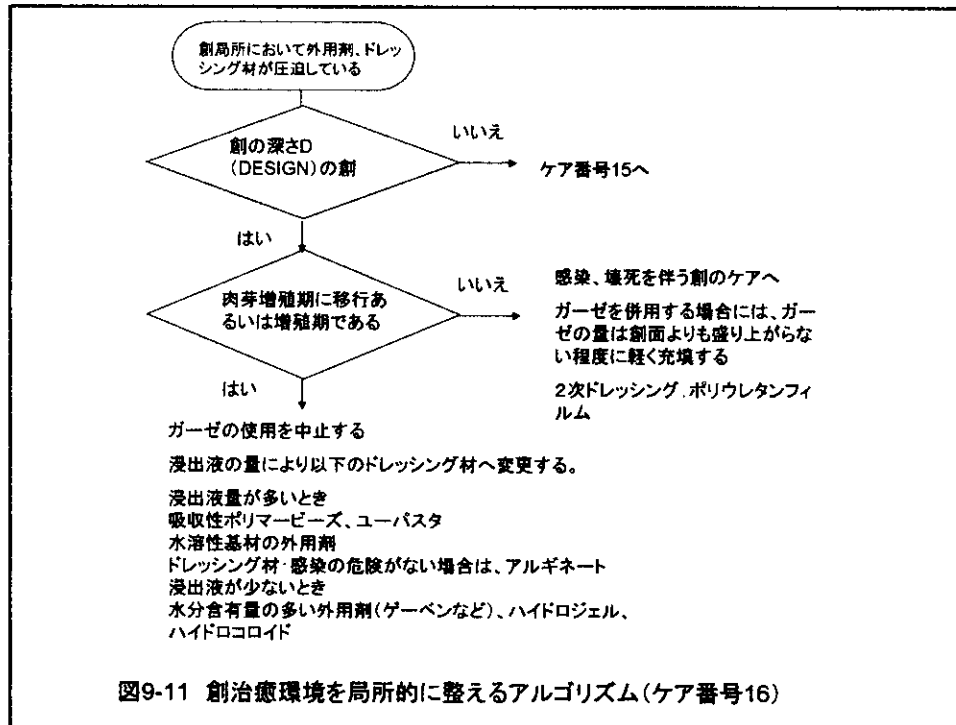 創局所において外用剤、ドレッ
シング材が圧迫している
創の深さD
(DESIGN)の創
いいえ
ケア番号15へ
はい
肉芽増殖期に移行あ
るいは増殖期である
いいえ
感染、壊死を伴う創のケアへ
ガーゼを併用する場合には、ガー
ゼの量は創面よりも盛り上がらな
い程度に軽く充填する
2次ドレッシング.ポリウレタンフィ
ルム
はい
ガーゼの使用を中止する
浸出液の量により以下のドレッシング材へ変更する。
浸出液量が多いとき
吸収性ポリマービーズ、ユーパスタ
水溶性基材の外用剤
ドレッシング材・感染の危険がない場合は、アルギネート
浸出液が少ないとき
水分含有量の多い外用剤(ゲーベンなど)、ハイドロジェル、
ハイドロコロイド
図9-11 創治癒環境を局所的に整えるアルゴリズム(ケア番号16)